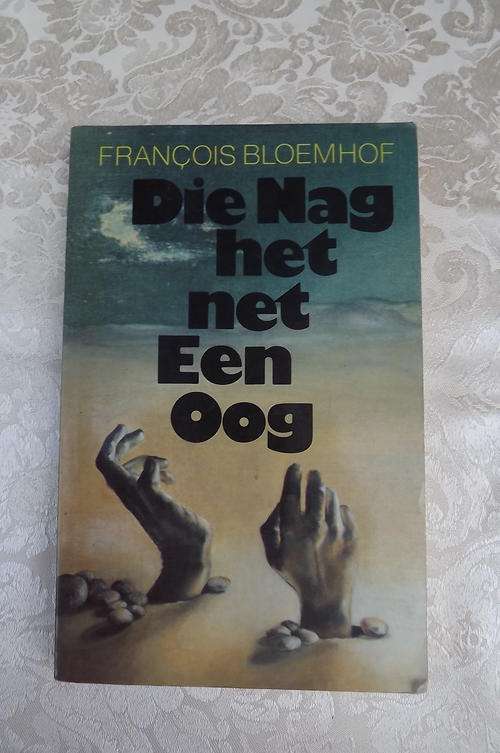 FRANÇOIS BLOEMHOF
Die Nag
het
net
Een
Oog